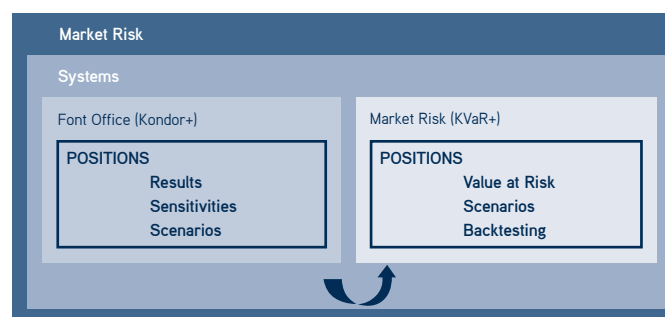 Market Risk
Systems
Font Office (Kondor+)
POSITIONS
Results
Sensitivities
Scenarios
Market Risk (KVaR+)
POSITIONS
Value at Risk
Scenarios
Backtesting